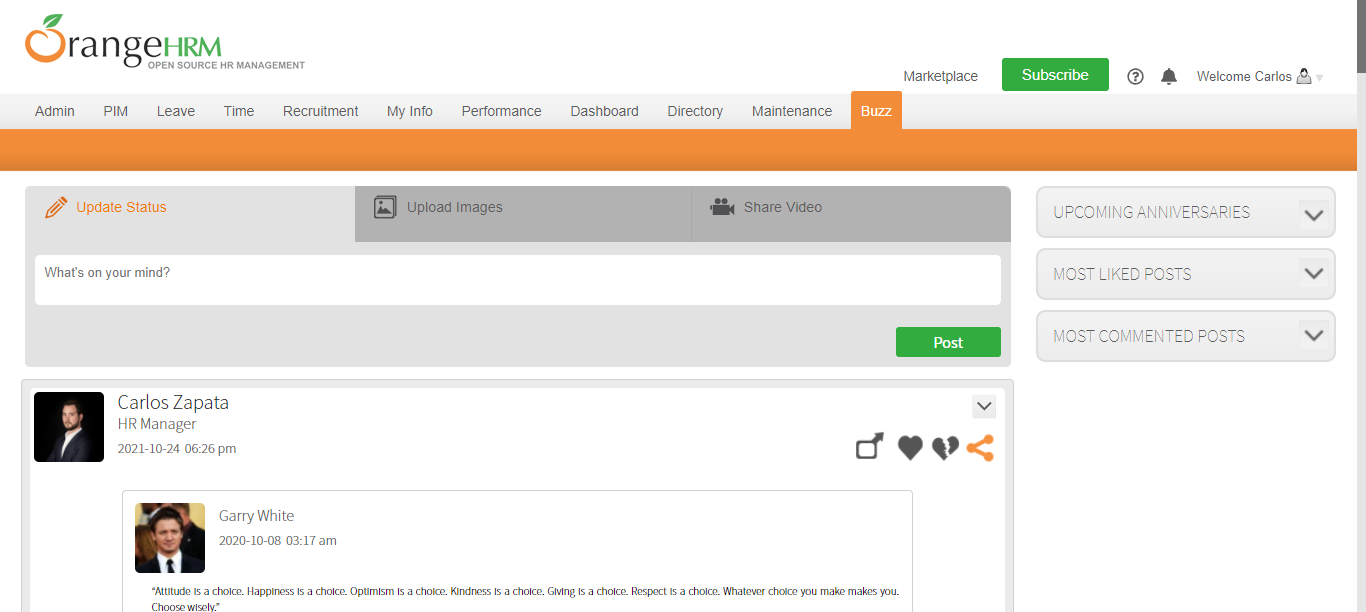 OrangeHRM
OPEN SOURCE HR MANAGEMENT
Marketplace
Subscribe
Welcome Carlos
Admin
PIM
Leave
Time
Recruitment
My Info
Performance
Dashboard
Directory
Maintenance
Buzz
Update Status
Upload Images
Share Video
What's on your mind?
Post
UPCOMING ANNIVERSARIES
MOST LIKED POSTS
MOST COMMENTED POSTS
Carlos Zapata
HR Manager
2021-10-24 06:26 pm
Garry White
2020-10-08 03:17 am
“Attitude is a choice. Happiness is a choice. Optimism is a choice. Kindness is a choice. Giving is a choice. Respect is a choice. Whatever choice you make makes you.
Choose wisely.”